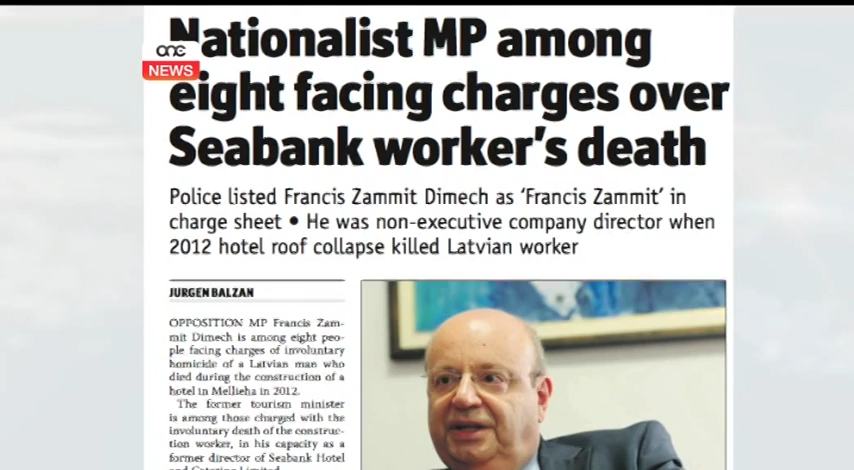 Nationalist MP among
one
NEWS
eight facing charges over
Seabank worker's death
Police listed Francis Zammit Dimech as 'Francis Zammit' in
charge sheet • He was non-executive company director when
2012 hotel roof collapse killed Latvian worker
JURGEN BALZAN
OPPOSITION MP Francis Zam-
mit Dimech is among eight peo-
ple facing charges of involuntary
homicide of a Latvian man who
died during the construction of a
hotel in Mellieha in 2012.
The former tourism minister
is among those charged with the
involuntary death of the construc-
tion worker, in his capacity as a
former director of Seabank Hotel
and Catering Limited.